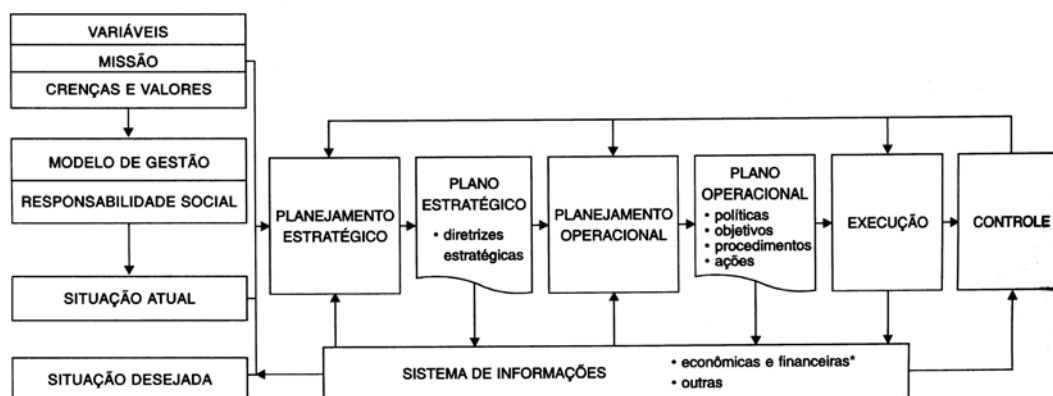 VARIÁVEIS
MISSÃO
CRENÇAS E VALORES
MODELO DE GESTÃO
RESPONSABILIDADE SOCIAL
SITUAÇÃO ATUAL
SITUAÇÃO DESEJADA
PLANEJAMENTO
ESTRATÉGICO
PLANO
ESTRATÉGICO
• diretrizes
estratégicas
PLANEJAMENTO
OPERACIONAL
PLANO
OPERACIONAL
• políticas
• objetivos
• procedimentos
• ações
EXECUÇÃO
CONTROLE
SISTEMA DE INFORMAÇÕES
• econômicas e financeiras*
• outras